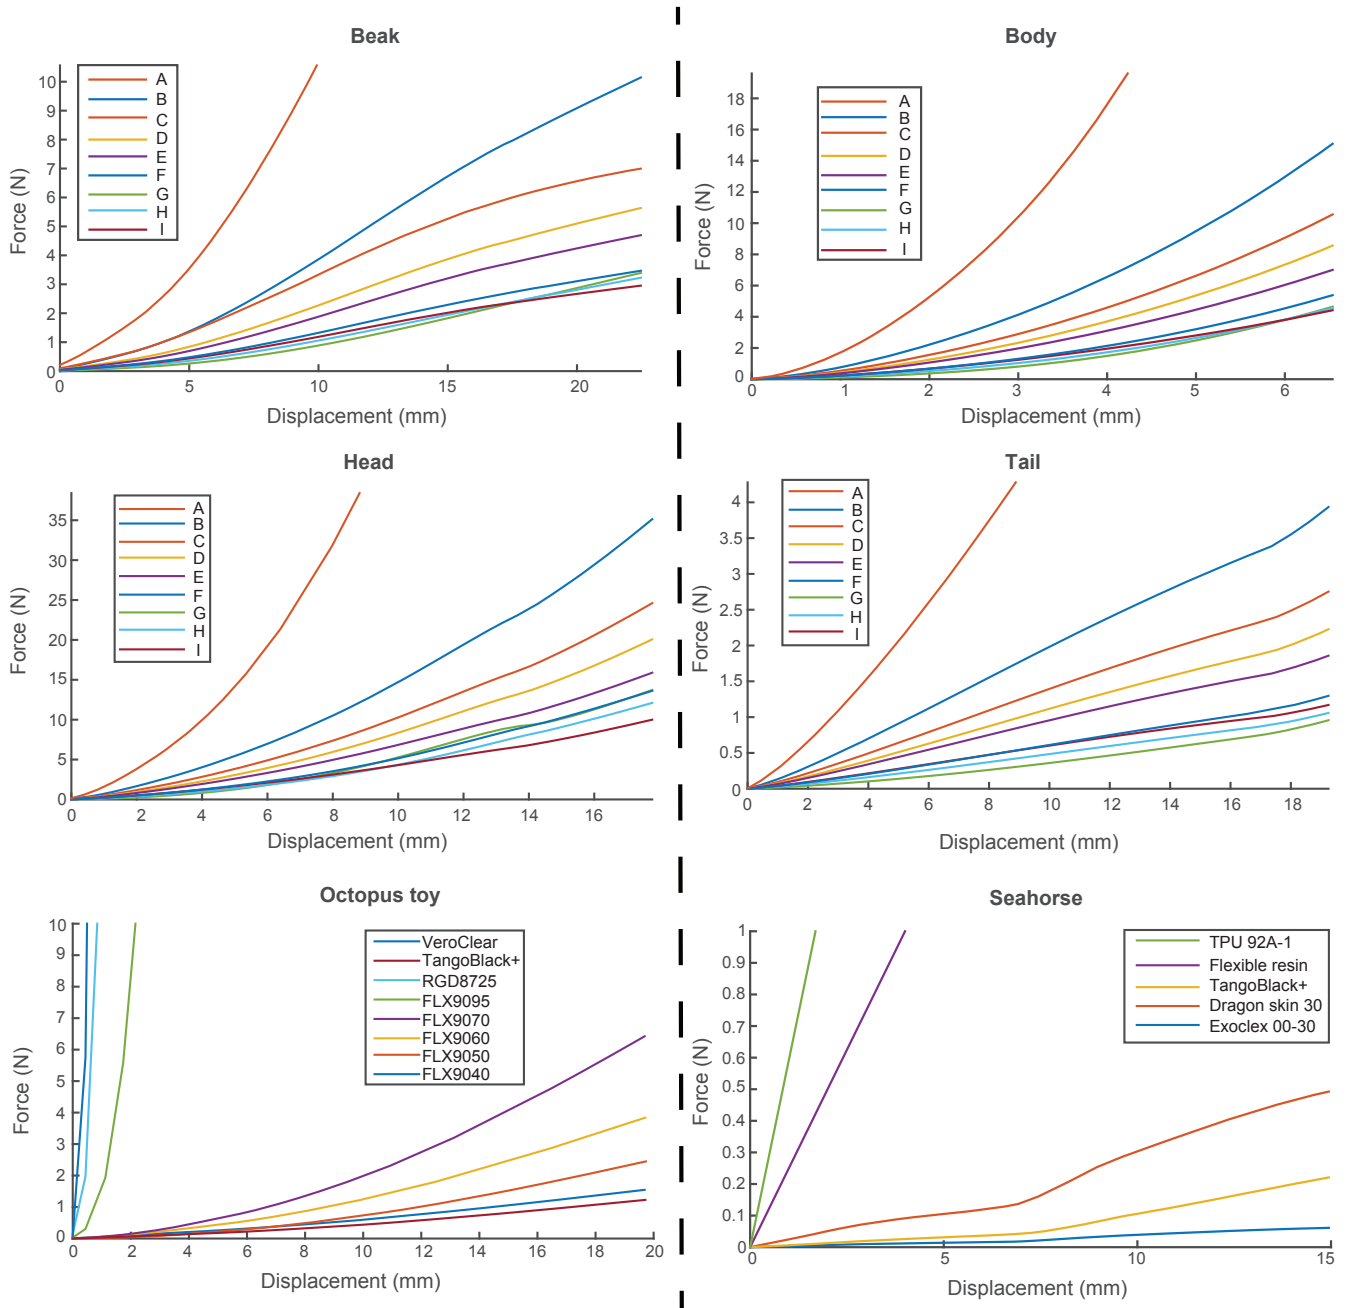 Beak
A
B
C
D
E
F
G
H
I
10
9
8
7
6
5
4
3
2
1
0
Force (N)
0 5 10 15 20
Displacement (mm)
Body
A
B
C
D
E
F
G
H
I
18
16
14
12
10
8
6
4
2
0
Force (N)
0 1 2 3 4 5 6
Displacement (mm)
Head
A
B
C
D
E
F
G
H
I
35
30
25
20
15
10
5
0
Force (N)
0 2 4 6 8 10 12 14 16
Displacement (mm)
Tail
A
B
C
D
E
F
G
H
I
4
3.5
3
2.5
2
1.5
1
0.5
0
Force (N)
0 2 4 6 8 10 12 14 16 18
Displacement (mm)
Octopus toy
VeroClear
TangoBlack+
RGD8725
FLX9095
FLX9070
FLX9060
FLX9050
FLX9040
10
9
8
7
6
5
4
3
2
1
0
Force (N)
0 2 4 6 8 10 12 14 16 18 20
Displacement (mm)
Seahorse
TPU 92A-1
Flexible resin
TangoBlack+
Dragon skin 30
Exoclex 00-30
1
0.9
0.8
0.7
0.6
0.5
0.4
0.3
0.2
0.1
0
Force (N)
0 5 10 15
Displacement (mm)